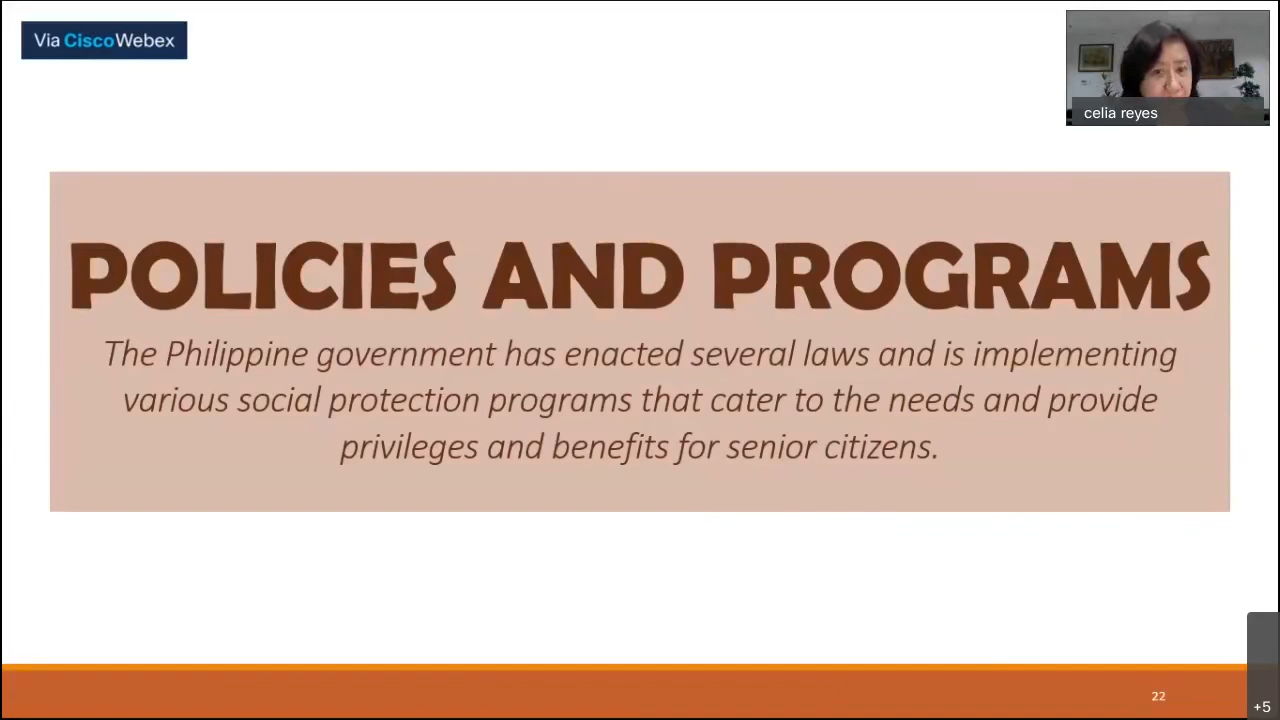 Via CiscoWebex
celia reyes
POLICIES AND PROGRAMS
The Philippine government has enacted several laws and is implementing
various social protection programs that cater to the needs and provide
privileges and benefits for senior citizens.
22
+5